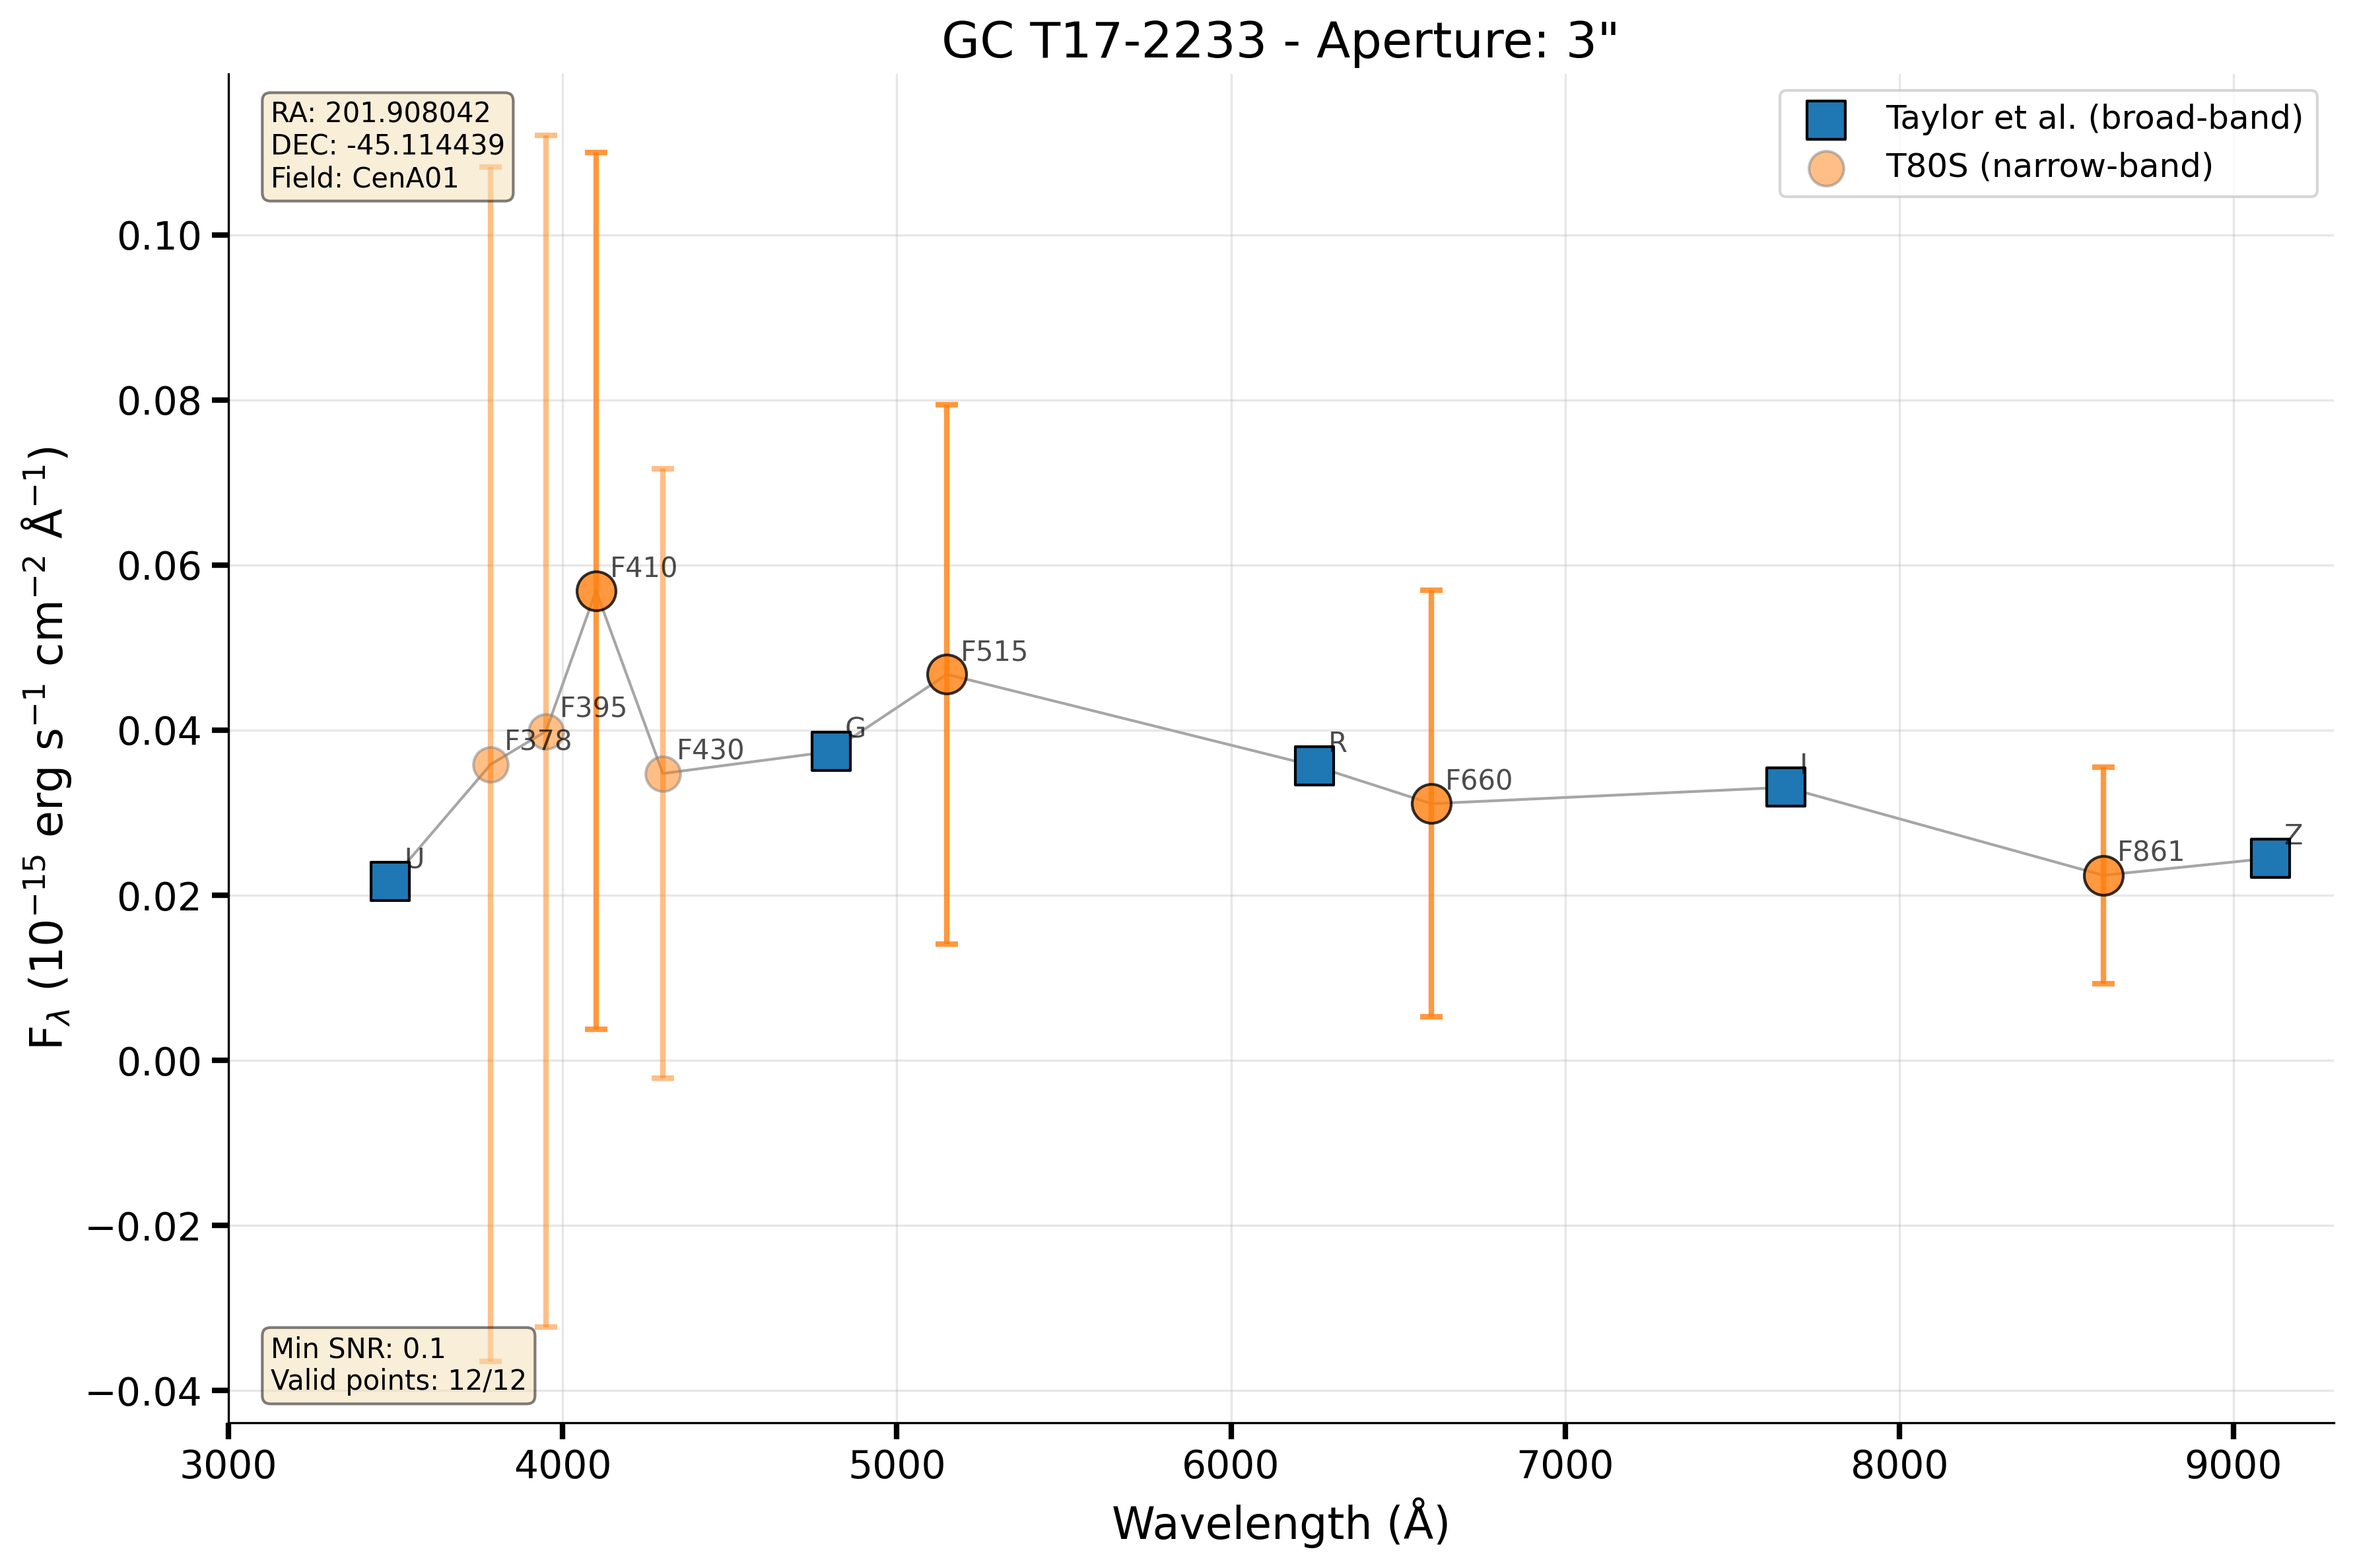 GC T17-2233 - Aperture: 3"
RA: 201.908042
DEC: -45.114439
Field: CenA01
Taylor et al. (broad-band)
T80S (narrow-band)
F_λ (10⁻¹⁵ erg s⁻¹ cm⁻² Å⁻¹)
0.10
0.08
0.06
0.04
0.02
0.00
−0.02
−0.04
U
F378
F395
F410
F430
G
F515
R
F660
I
F861
Z
Min SNR: 0.1
Valid points: 12/12
3000 4000 5000 6000 7000 8000 9000
Wavelength (Å)